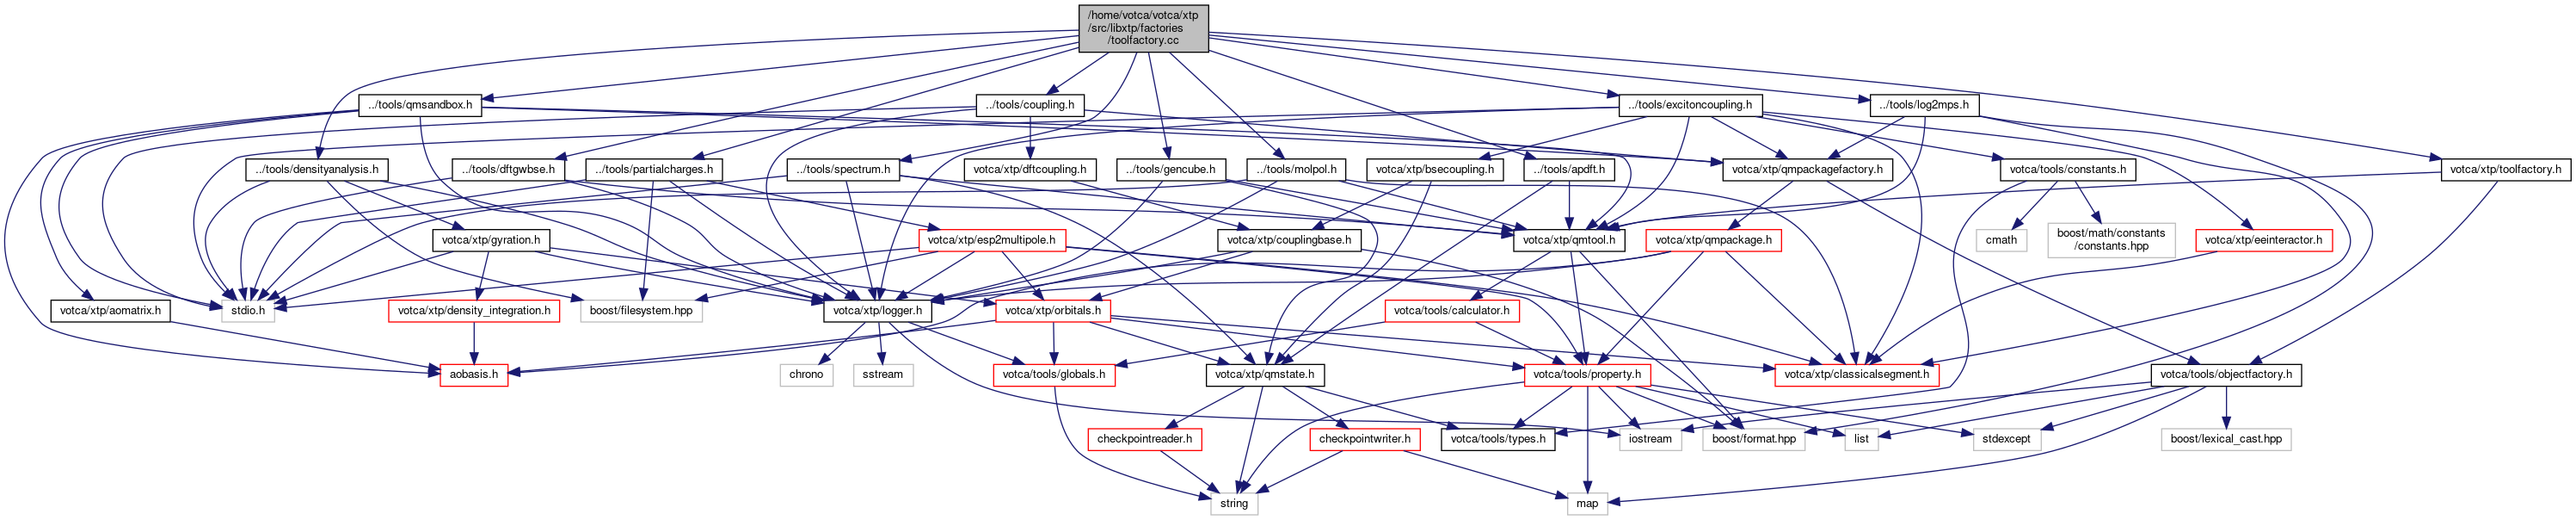 /home/votca/votca/xtp
/src/libxtp/factories
/toolfactory.cc
../tools/qmsandbox.h
../tools/coupling.h
../tools/excitoncoupling.h
../tools/log2mps.h
../tools/densityanalysis.h
../tools/dftgwbse.h
../tools/partialcharges.h
../tools/spectrum.h
votca/xtp/dftcoupling.h
../tools/gencube.h
../tools/molpol.h
votca/xtp/bsecoupling.h
../tools/apdft.h
votca/xtp/qmpackagefactory.h
votca/tools/constants.h
votca/xtp/toolfactory.h
votca/xtp/gyration.h
votca/xtp/esp2multipole.h
votca/xtp/couplingbase.h
votca/xtp/qmtool.h
votca/xtp/qmpackage.h
cmath
boost/math/constants
/constants.hpp
votca/xtp/eeinteractor.h
votca/xtp/aomatrix.h
stdio.h
votca/xtp/density_integration.h
boost/filesystem.hpp
votca/xtp/logger.h
votca/xtp/orbitals.h
votca/tools/calculator.h
aobasis.h
chrono
sstream
votca/tools/globals.h
votca/xtp/qmstate.h
votca/tools/property.h
votca/xtp/classicalsegment.h
votca/tools/objectfactory.h
checkpointreader.h
checkpointwriter.h
votca/tools/types.h
iostream
boost/format.hpp
list
stdexcept
boost/lexical_cast.hpp
string
map